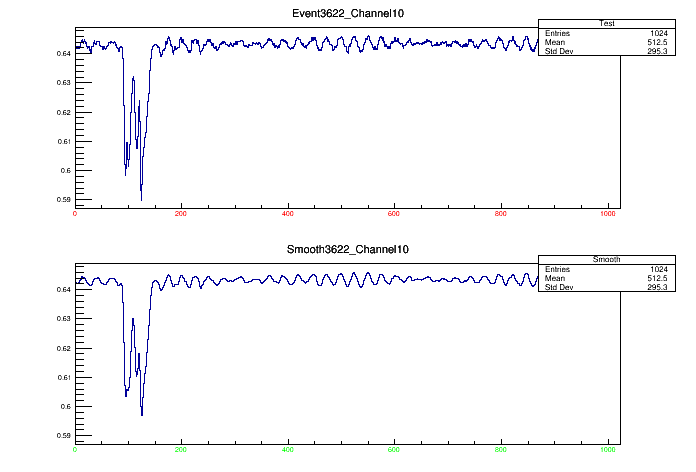 Event3622_Channel10
Test
Entries 1024
Mean 512.5
Std Dev 295.3
0.64
0.63
0.62
0.61
0.6
0.59
0 200 400 600 800 1000
Smooth3622_Channel10
Smooth
Entries 1024
Mean 512.5
Std Dev 295.3
0.64
0.63
0.62
0.61
0.6
0.59
0 200 400 600 800 1000